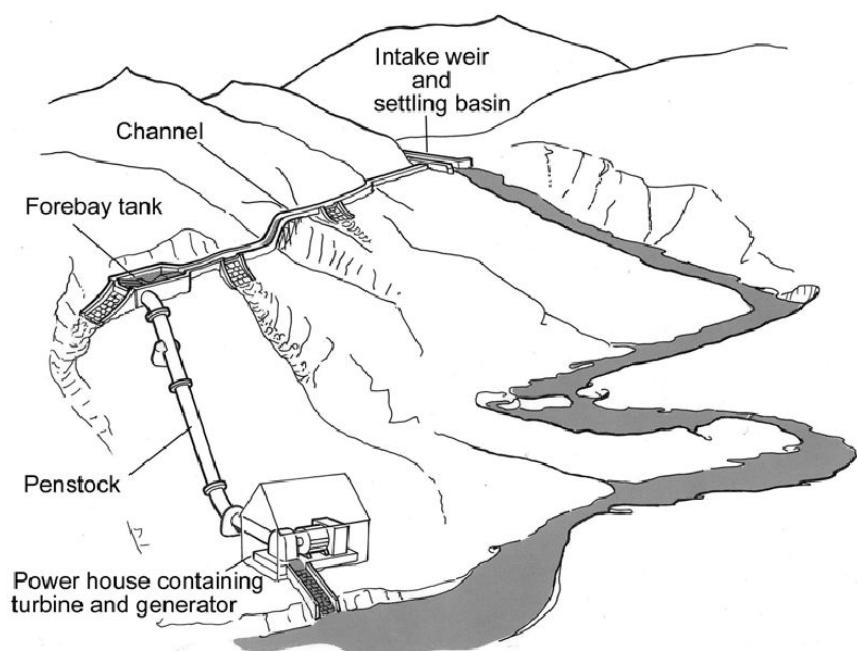 Intake weir
and
settling basin
Channel
Forebay tank
Penstock
Power house containing
turbine and generator